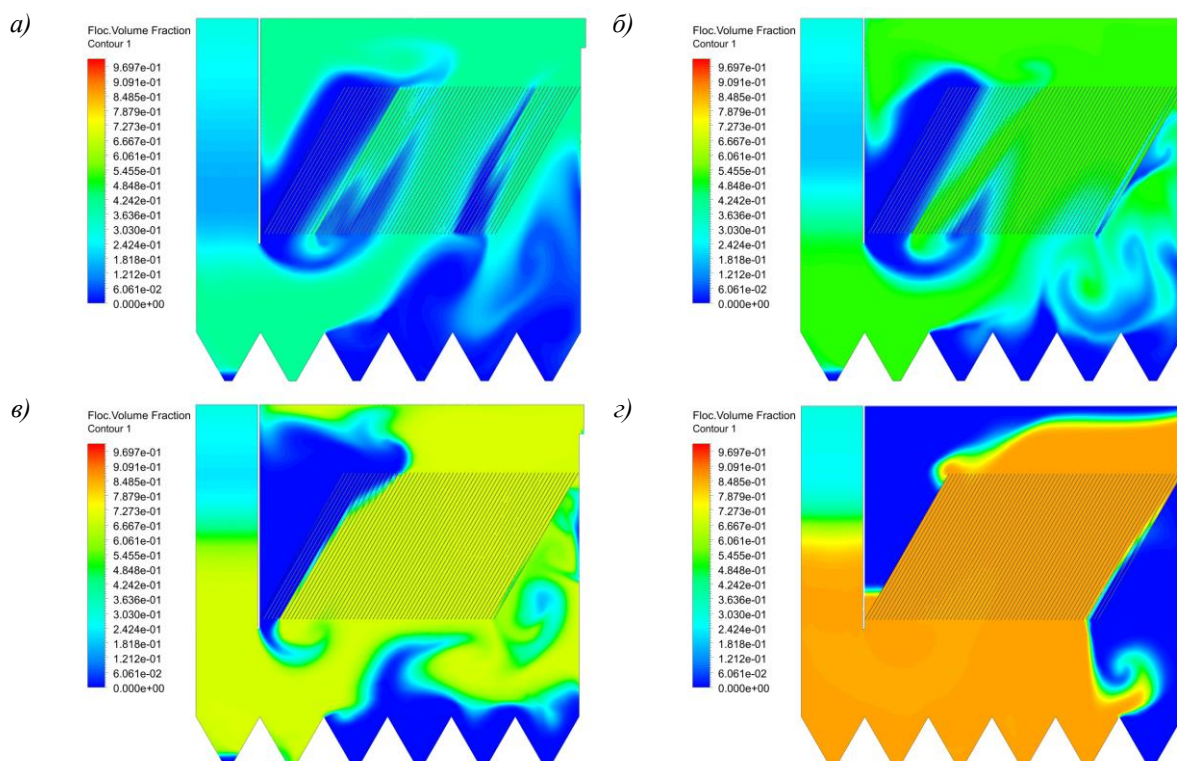 а)
Floc.Volume Fraction
Contour 1
9.697e-01
9.091e-01
8.485e-01
7.879e-01
7.273e-01
6.667e-01
6.061e-01
5.455e-01
4.848e-01
4.242e-01
3.636e-01
3.030e-01
2.424e-01
1.818e-01
1.212e-01
6.061e-02
0.000e+00
б)
Floc.Volume Fraction
Contour 1
9.697e-01
9.091e-01
8.485e-01
7.879e-01
7.273e-01
6.667e-01
6.061e-01
5.455e-01
4.848e-01
4.242e-01
3.636e-01
3.030e-01
2.424e-01
1.818e-01
1.212e-01
6.061e-02
0.000e+00
в)
Floc.Volume Fraction
Contour 1
9.697e-01
9.091e-01
8.485e-01
7.879e-01
7.273e-01
6.667e-01
6.061e-01
5.455e-01
4.848e-01
4.242e-01
3.636e-01
3.030e-01
2.424e-01
1.818e-01
1.212e-01
6.061e-02
0.000e+00
г)
Floc.Volume Fraction
Contour 1
9.697e-01
9.091e-01
8.485e-01
7.879e-01
7.273e-01
6.667e-01
6.061e-01
5.455e-01
4.848e-01
4.242e-01
3.636e-01
3.030e-01
2.424e-01
1.818e-01
1.212e-01
6.061e-02
0.000e+00